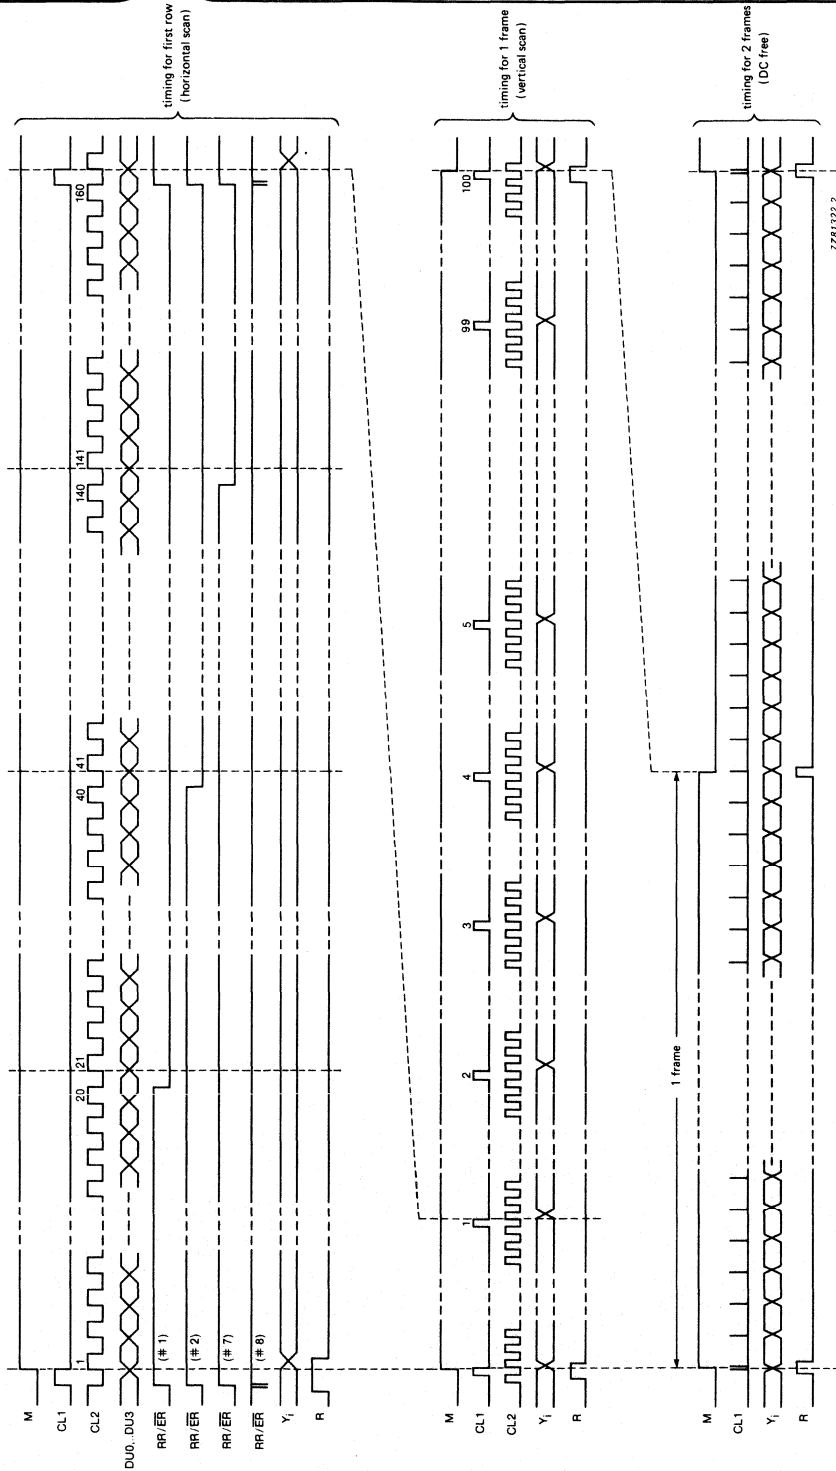 M
CL1
CL2
DU0..DU3
RR/ER
RR/ER
RR/ER
RR/ER
Yi
R
(# 1)
(# 2)
(# 7)
(# 8)
1
20
21
40
41
140
141
160
timing for first row
(horizontal scan)
M
CL1
CL2
Yi
R
1
2
3
4
5
99
100
timing for 1 frame
(vertical scan)
M
CL1
Yi
R
1 frame
timing for 2 frames
(DC free)
7Z81322.2